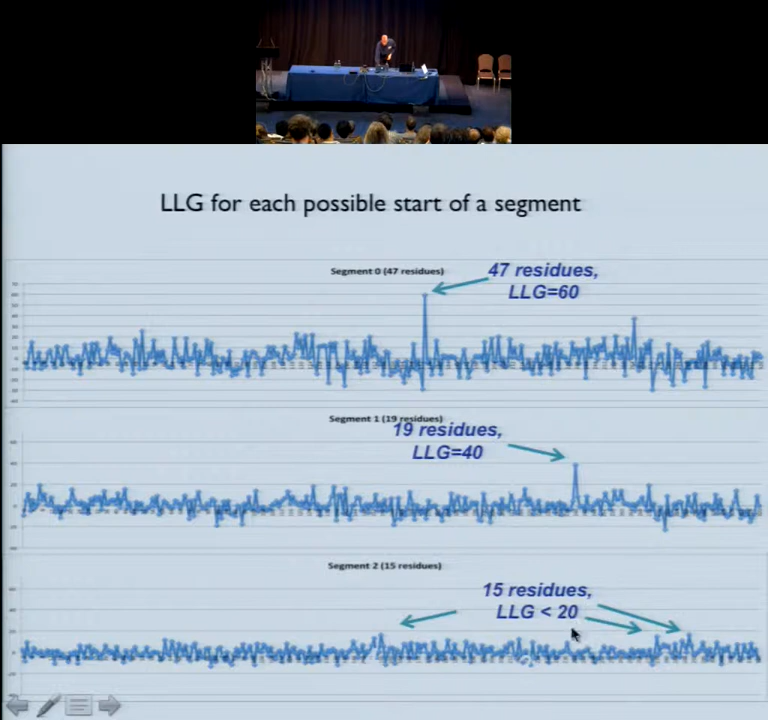 LLG for each possible start of a segment
Segment 0 (47 residues)
47 residues,
LLG=60
Segment 1 (19 residues)
19 residues,
LLG=40
Segment 2 (15 residues)
15 residues,
LLG < 20